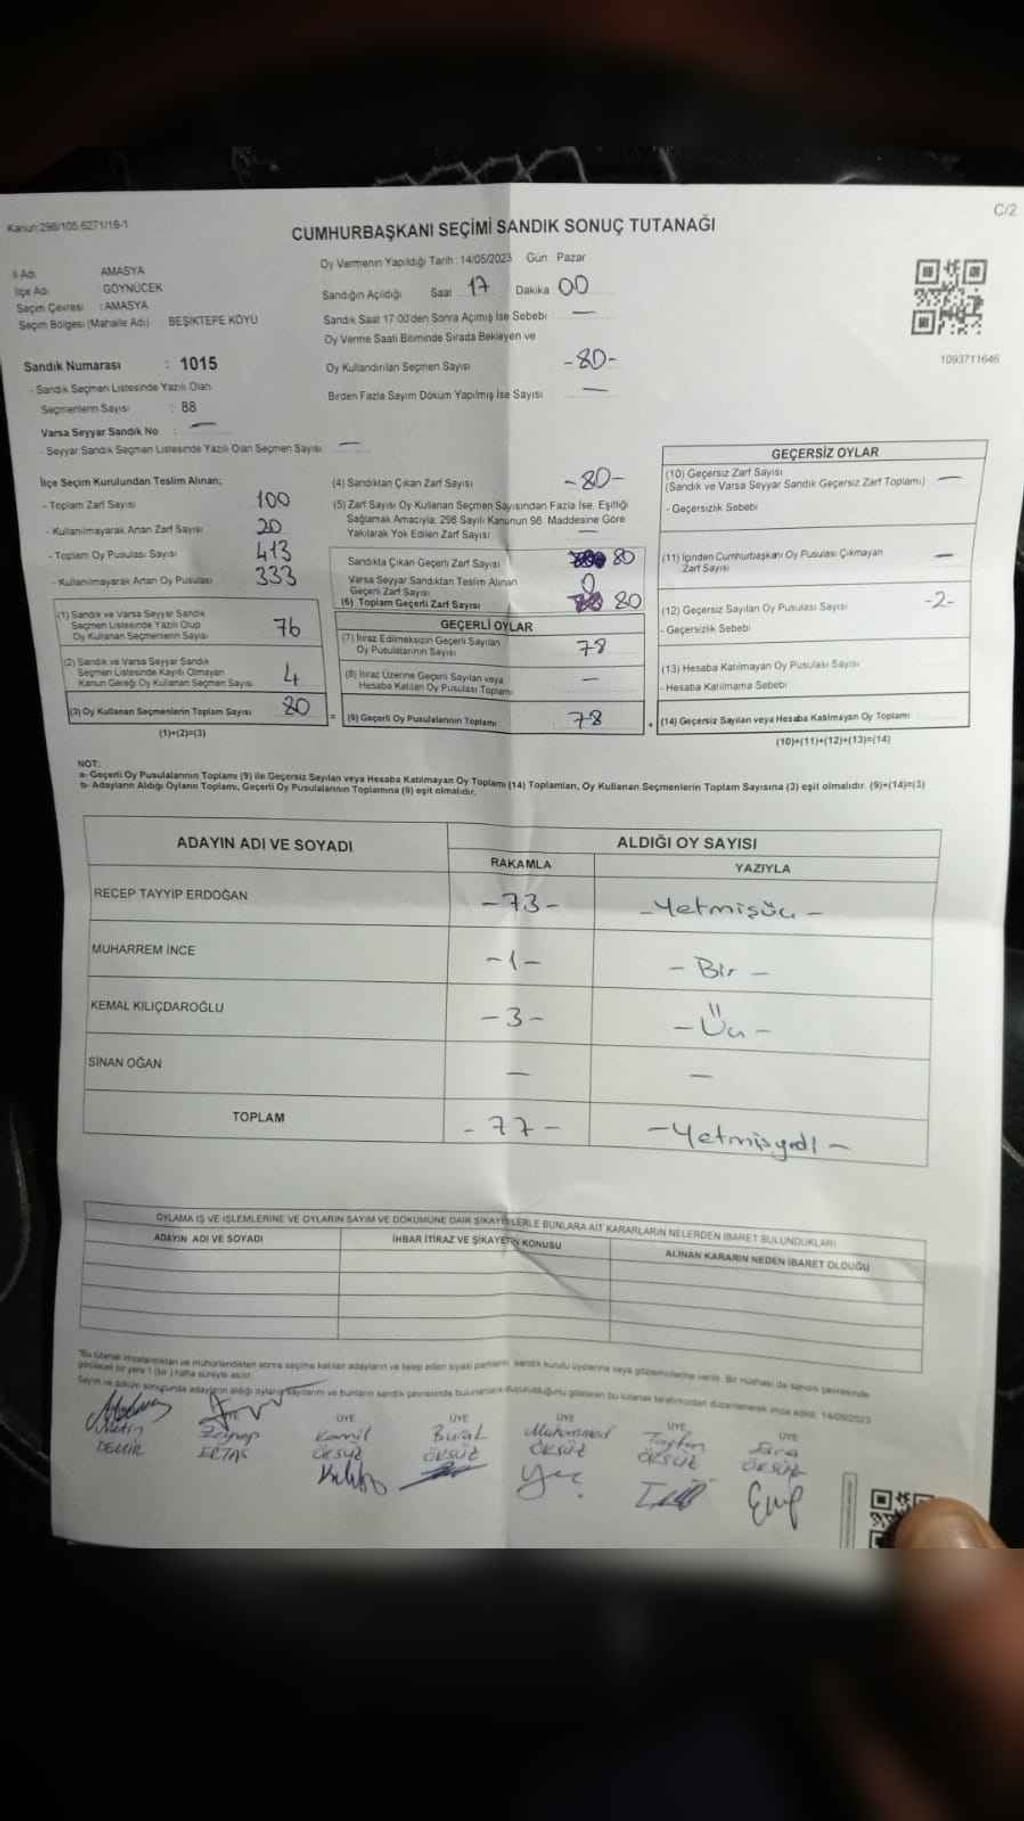 Kanun:298/105,6271/16-1
C/2
CUMHURBAŞKANI SEÇİMİ SANDIK SONUÇ TUTANAĞI
İl Adı AMASYA
İlçe Adı GÖYNÜCEK
Seçim Çevresi : AMASYA
Seçim Bölgesi (Mahalle Adı) BEŞİKTEPE KÖYÜ
Sandık Numarası : 1015
- Sandık Seçmen Listesinde Yazılı Olan
Seçmenlerin Sayısı : 88
Varsa Seyyar Sandık No : —
- Seyyar Sandık Seçmen Listesinde Yazılı Olan Seçmen Sayısı —
Oy Vermenin Yapıldığı Tarih : 14/05/2023 Gün Pazar
Sandığın Açıldığı Saat 17 Dakika 00
Sandık Saat 17:00'den Sonra Açılmış İse Sebebi —
Oy Verme Saati Bitiminde Sırada Bekleyen ve
Oy Kullandırılan Seçmen Sayısı -80-
Birden Fazla Sayım Döküm Yapılmış İse Sayısı —
1093711646
İlçe Seçim Kurulundan Teslim Alınan;
- Toplam Zarf Sayısı 100
- Kullanılmayarak Artan Zarf Sayısı 20
- Toplam Oy Pusulası Sayısı 413
- Kullanılmayarak Artan Oy Pusulası 333
(1) Sandık ve Varsa Seyyar Sandık
Seçmen Listesinde Yazılı Olup
Oy Kullanan Seçmenlerin Sayısı 76
(2) Sandık ve Varsa Seyyar Sandık
Seçmen Listesinde Kayıtlı Olmayan
Kanun Gereği Oy Kullanan Seçmen Sayısı 4
(3) Oy Kullanan Seçmenlerin Toplam Sayısı 80
(1)+(2)=(3)
(4) Sandıktan Çıkan Zarf Sayısı -80-
(5) Zarf Sayısı Oy Kullanan Seçmen Sayısından Fazla İse, Eşitliği
Sağlamak Amacıyla, 298 Sayılı Kanunun 98. Maddesine Göre
Yakılarak Yok Edilen Zarf Sayısı —
Sandıkta Çıkan Geçerli Zarf Sayısı 80
Varsa Seyyar Sandıktan Teslim Alınan
Geçerli Zarf Sayısı 0
(6) Toplam Geçerli Zarf Sayısı 80
GEÇERLİ OYLAR
(7) İtiraz Edilmeksizin Geçerli Sayılan
Oy Pusulalarının Sayısı 78
(8) İtiraz Üzerine Geçerli Sayılan veya
Hesaba Katılan Oy Pusulası Toplamı —
= (9) Geçerli Oy Pusulalarının Toplamı 78
GEÇERSİZ OYLAR
(10) Geçersiz Zarf Sayısı
(Sandık ve Varsa Seyyar Sandık Geçersiz Zarf Toplamı) —
- Geçersizlik Sebebi
(11) İçinden Cumhurbaşkanı Oy Pusulası Çıkmayan
Zarf Sayısı —
(12) Geçersiz Sayılan Oy Pusulası Sayısı -2-
- Geçersizlik Sebebi
(13) Hesaba Katılmayan Oy Pusulası Sayısı
- Hesaba Katılmama Sebebi
+ (14) Geçersiz Sayılan veya Hesaba Katılmayan Oy Toplamı
(10)+(11)+(12)+(13)=(14)
NOT:
a- Geçerli Oy Pusulalarının Toplamı (9) ile Geçersiz Sayılan veya Hesaba Katılmayan Oy Toplamı (14) Toplamları, Oy Kullanan Seçmenlerin Toplam Sayısına (3) eşit olmalıdır. (9)+(14)=(3)
b- Adayların Aldığı Oyların Toplamı, Geçerli Oy Pusulalarının Toplamına (9) eşit olmalıdır.
ADAYIN ADI VE SOYADI ALDIĞI OY SAYISI
RAKAMLA YAZIYLA
RECEP TAYYİP ERDOĞAN -73- -Yetmişüç-
MUHARREM İNCE -1- -Bir-
KEMAL KILIÇDAROĞLU -3- -Üç-
SİNAN OĞAN — —
TOPLAM -77- -Yetmişyedi-
OYLAMA İŞ VE İŞLEMLERİNE VE OYLARIN SAYIM VE DÖKÜMÜNE DAİR ŞİKAYETLERLE BUNLARA AİT KARARLARIN NELERDEN İBARET BULUNDUKLARI
ADAYIN ADI VE SOYADI İHBAR İTİRAZ VE ŞİKAYETİN KONUSU ALINAN KARARIN NEDEN İBARET OLDUĞU
ÜYE ÜYE ÜYE ÜYE ÜYE
Metin Zeynep Kamil Burak Muhammed Tayfun Esra
DEMİR ERTAŞ ÖKSÜZ ÖKSÜZ ÖKSÜZ ÖKSÜZ ÖKSÜZ